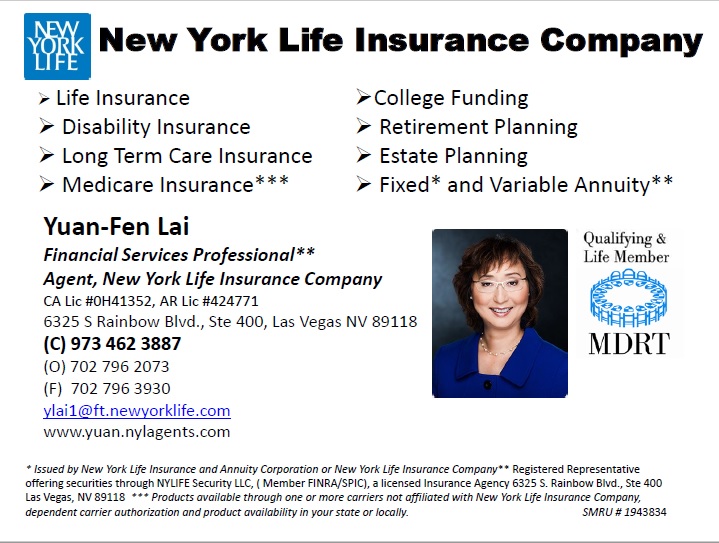 NEW
YORK
LIFE
New York Life Insurance Company
➢ Life Insurance
➢ Disability Insurance
➢ Long Term Care Insurance
➢ Medicare Insurance***
➢College Funding
➢ Retirement Planning
➢ Estate Planning
➢ Fixed* and Variable Annuity**
Yuan-Fen Lai
Financial Services Professional**
Agent, New York Life Insurance Company
CA Lic #0H41352, AR Lic #424771
6325 S Rainbow Blvd., Ste 400, Las Vegas NV 89118
(C) 973 462 3887
(O) 702 796 2073
(F)  702 796 3930
ylai1@ft.newyorklife.com
www.yuan.nylagents.com
Qualifying &
Life Member
MDRT
* Issued by New York Life Insurance and Annuity Corporation or New York Life Insurance Company** Registered Representative
offering securities through NYLIFE Security LLC, ( Member FINRA/SPIC), a licensed Insurance Agency 6325 S. Rainbow Blvd., Ste 400
Las Vegas, NV 89118  *** Products available through one or more carriers not affiliated with New York Life Insurance Company,
dependent carrier authorization and product availability in your state or locally. SMRU # 1943834